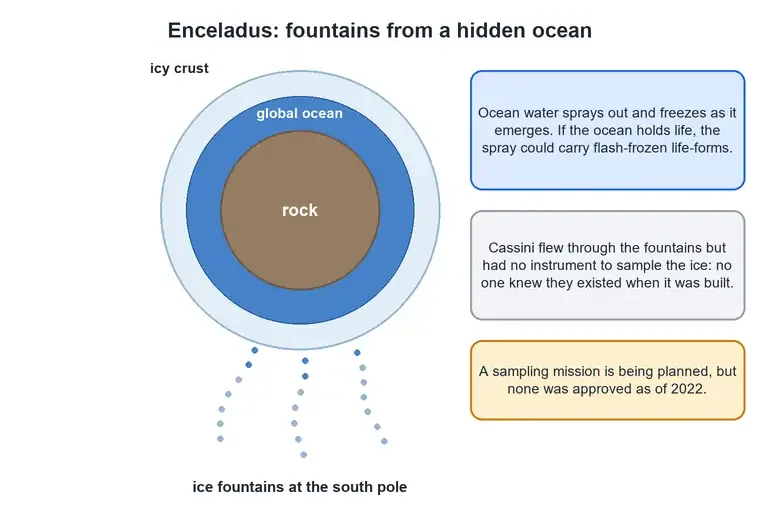 Enceladus: fountains from a hidden ocean
icy crust
global ocean
rock
ice fountains at the south pole
Ocean water sprays out and freezes as it
emerges. If the ocean holds life, the
spray could carry flash-frozen life-forms.
Cassini flew through the fountains but
had no instrument to sample the ice: no
one knew they existed when it was built.
A sampling mission is being planned, but
none was approved as of 2022.